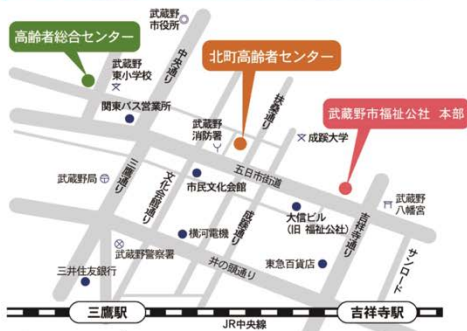 武蔵野
市役所
高齢者総合センター
中央通り
北町高齢者センター
武蔵野
東小学校
関東バス営業所
武蔵野
消防署
扶桑通り
成蹊大学
武蔵野市福祉公社 本部
五日市街道
三鷹通り
武蔵野局
文化会館通り
市民文化会館
成蹊通り
大信ビル
(旧 福祉公社)
吉祥寺通り
武蔵野
八幡宮
横河電機
武蔵野警察署
井の頭通り
東急百貨店
サンロード
三井住友銀行
三鷹駅
吉祥寺駅
JR中央線